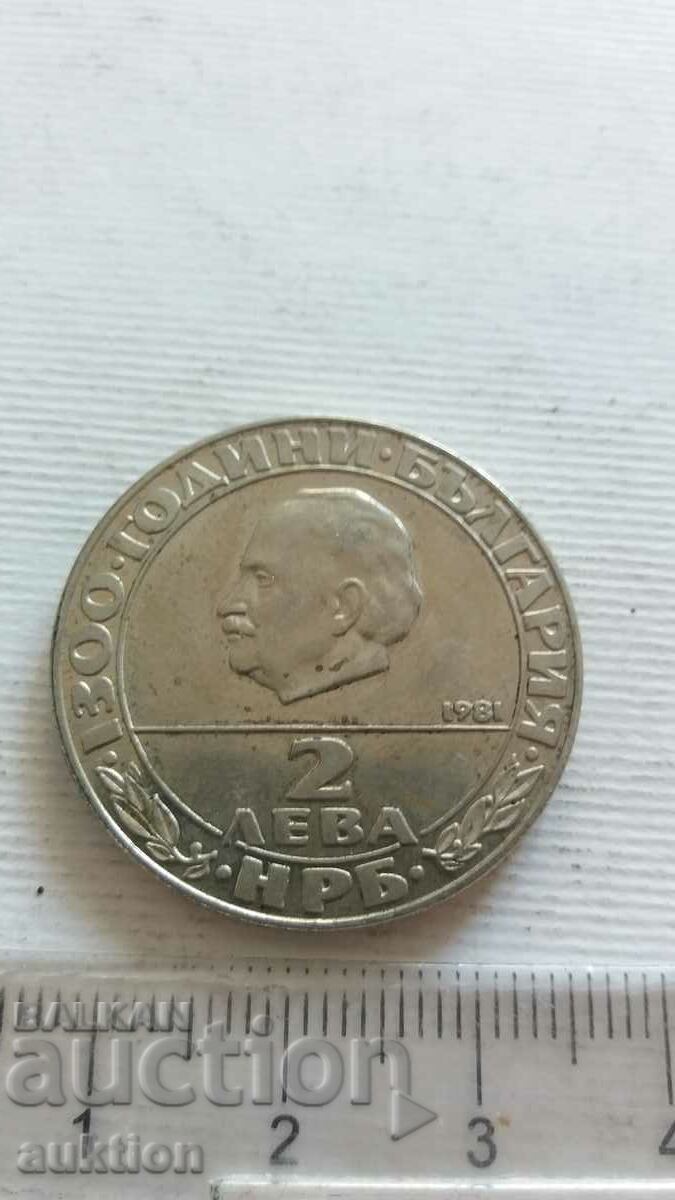 1300 · ГОДИНИ · БЪЛГАРИЯ ·
1981
2
ЛЕВА
· НРБ ·
BALKAN
auction
auktion
1 2 3 4